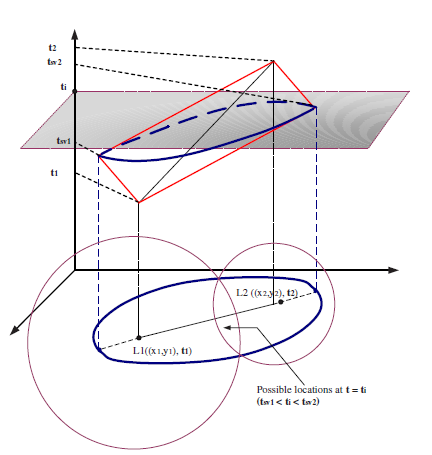 t2
tsv2
ti
tsv1
t1
L2 ((x2,y2), t2)
L1((x1,y1), t1)
Possible locations at t = ti
(tsv1 < ti < tsv2)